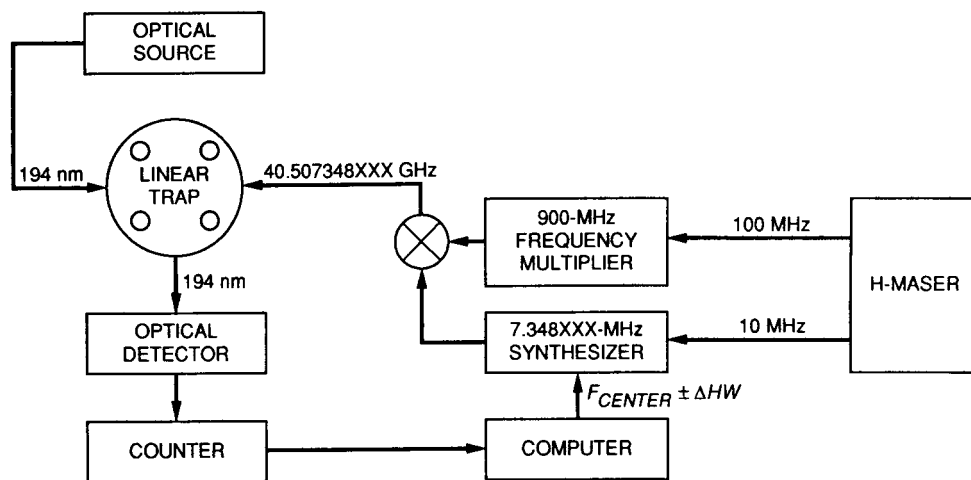 OPTICAL
SOURCE
194 nm
LINEAR
TRAP
40.507348XXX GHz
900-MHz
FREQUENCY
MULTIPLIER
100 MHz
H-MASER
194 nm
OPTICAL
DETECTOR
7.348XXX-MHz
SYNTHESIZER
10 MHz
F_CENTER ± ΔHW
COUNTER
COMPUTER